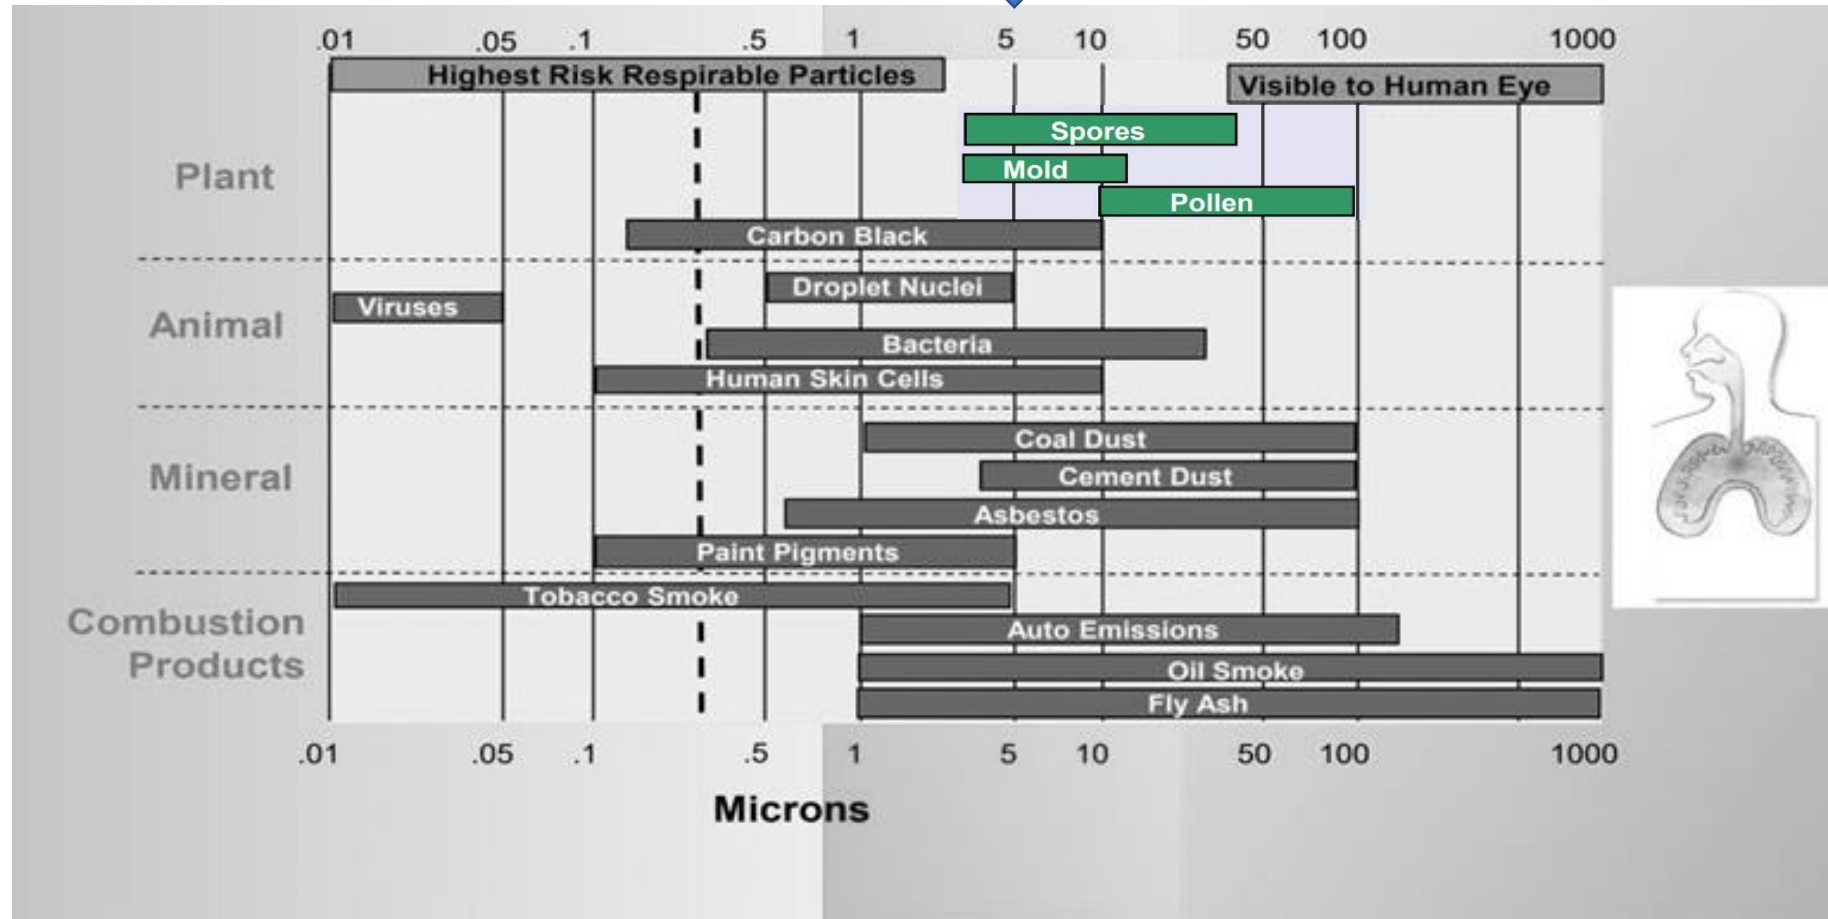 .01 .05 .1 .5 1 5 10 50 100 1000
Highest Risk Respirable Particles
Visible to Human Eye
Plant
Spores
Mold
Pollen
Carbon Black
Animal
Droplet Nuclei
Viruses
Bacteria
Human Skin Cells
Mineral
Coal Dust
Cement Dust
Asbestos
Paint Pigments
Combustion
Products
Tobacco Smoke
Auto Emissions
Oil Smoke
Fly Ash
.01 .05 .1 .5 1 5 10 50 100 1000
Microns